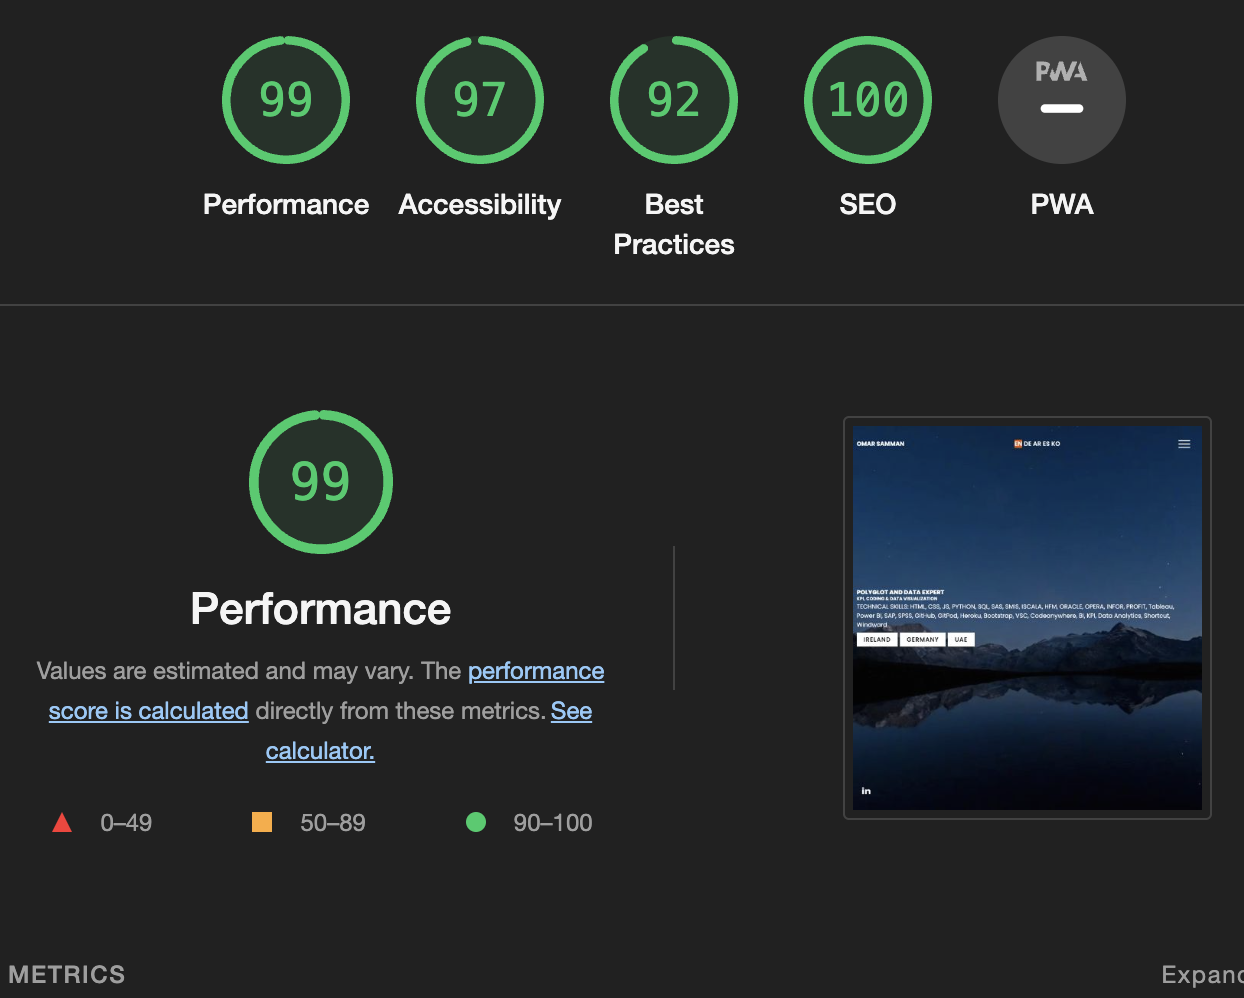 99
97
92
100
PWA
Performance
Accessibility
Best
Practices
SEO
PWA
99
Performance
Values are estimated and may vary. The performance
score is calculated directly from these metrics. See
calculator.
0–49
50–89
90–100
OMAR SAMMAN
EN DE AR ES KO
POLYGLOT AND DATA EXPERT
KPI, CODING & DATA VISUALIZATION
TECHNICAL SKILLS: HTML, CSS, JS, PYTHON, SQL, SAS, SMIS, ISCALA, HFM, ORACLE, OPERA, INFOR, PROFIT, Tableau,
Power BI, SAP, SPSS, GitHub, GitPod, Heroku, Bootstrap, VSC, Codeanywhere, BI, KPI, Data Analytics, Shortcut,
Windward.
IRELAND
GERMANY
UAE
in
METRICS
Expand